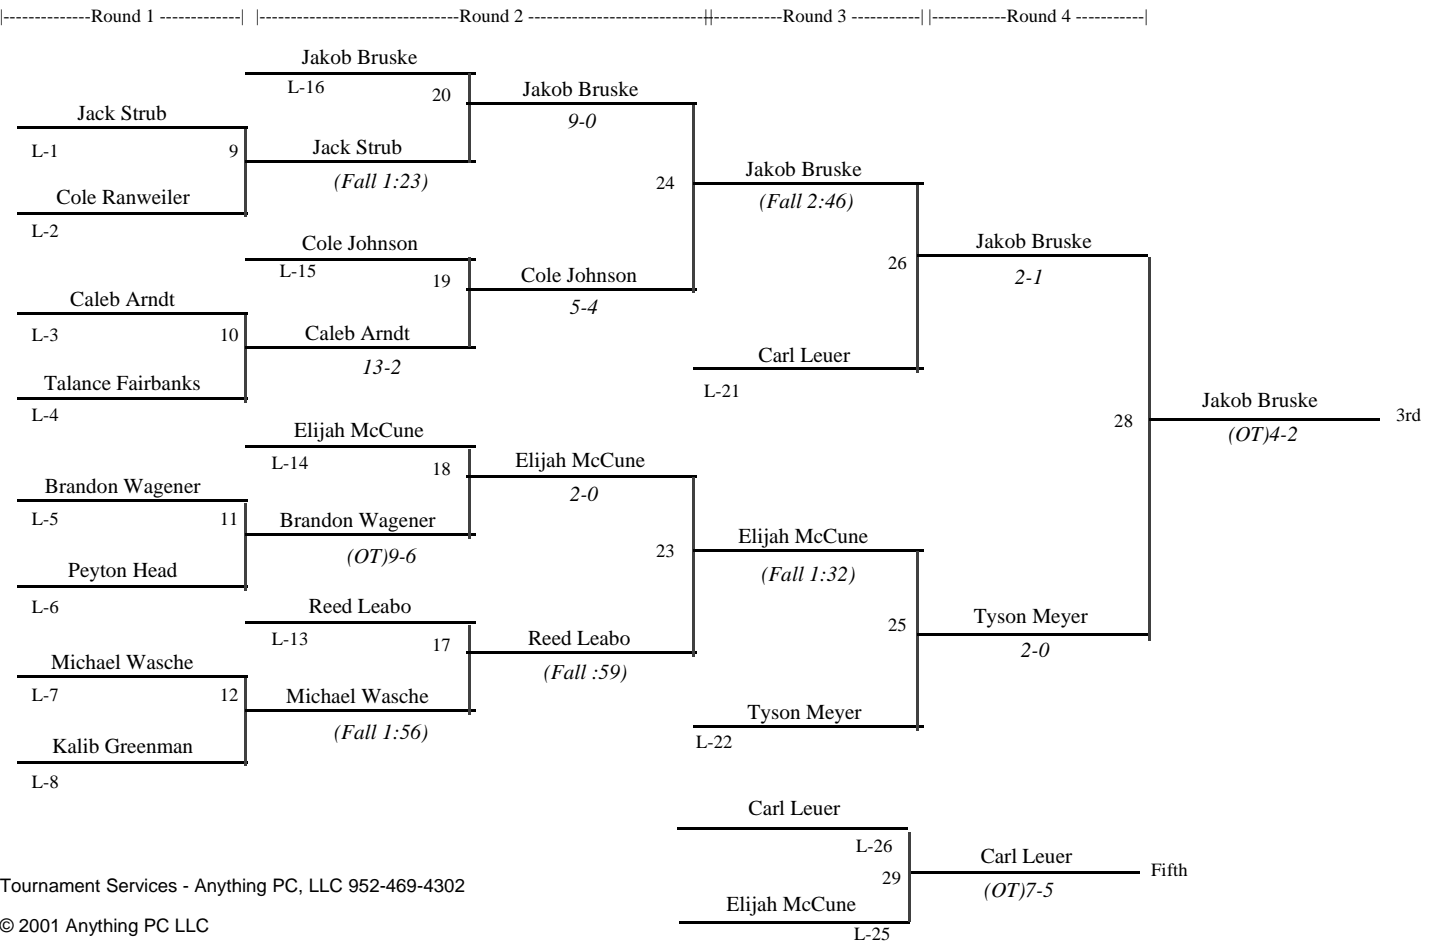 |-------------Round 1 -------------| |--------------------------------Round 2 ----------------------------||------------Round 3 -----------| |------------Round 4 -----------|
Jakob Bruske
L-16 20 Jakob Bruske
Jack Strub 9-0
L-1 9 Jack Strub Jakob Bruske
(Fall 1:23) 24 (Fall 2:46)
Cole Ranweiler
L-2
Cole Johnson Jakob Bruske
L-15 19 Cole Johnson 26 2-1
Caleb Arndt 5-4
L-3 10 Caleb Arndt
13-2 Carl Leuer
Talance Fairbanks L-21
L-4
Jakob Bruske 3rd
Elijah McCune 28 (OT)4-2
L-14 18 Elijah McCune
Brandon Wagener 2-0
L-5 11 Brandon Wagener Elijah McCune
(OT)9-6 23 (Fall 1:32)
Peyton Head
L-6
Reed Leabo Tyson Meyer
L-13 17 Reed Leabo 25 2-0
Michael Wasche (Fall :59)
L-7 12 Michael Wasche Tyson Meyer
(Fall 1:56) L-22
Kalib Greenman
L-8
Carl Leuer
L-26
29 Carl Leuer Fifth
(OT)7-5
Elijah McCune
L-25
Tournament Services - Anything PC, LLC 952-469-4302
© 2001 Anything PC LLC